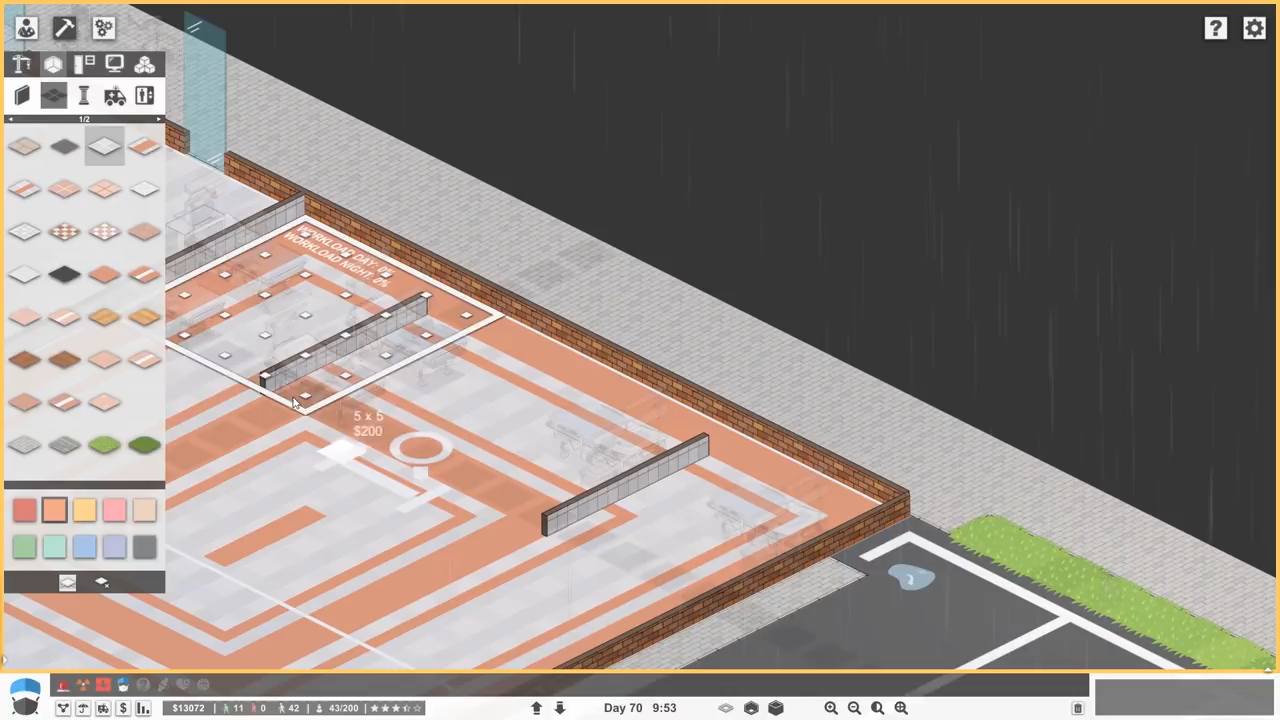 1/2
WORKLOAD DAY: 0%
WORKLOAD NIGHT: 0%
5 x 5
$200
?
$13072 | 11 0 | 42 | 43/200
Day 70 9:53